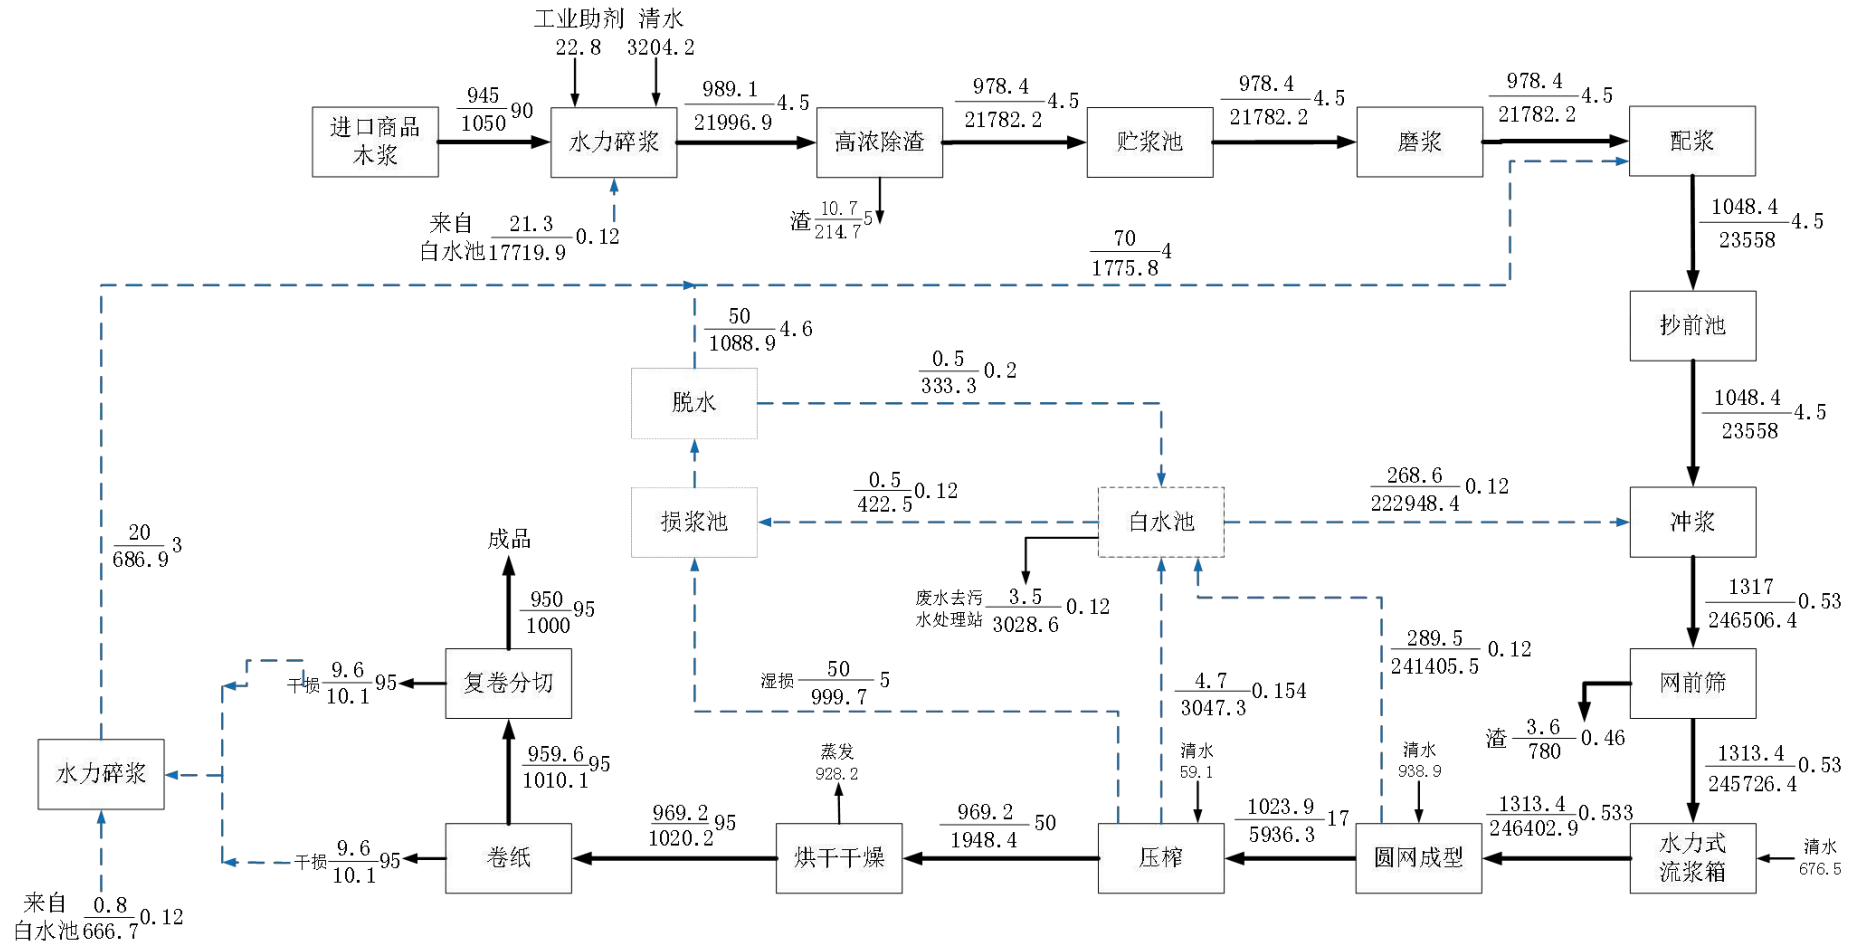 工业助剂 清水
22.8 3204.2
进口商品
木浆
945
1050
90
水力碎浆
989.1
21996.9
4.5
高浓除渣
978.4
21782.2
4.5
贮浆池
978.4
21782.2
4.5
磨浆
978.4
21782.2
4.5
配浆
来自
白水池
21.3
17719.9
0.12
渣
10.7
214.7
5
70
1775.8
4
1048.4
23558
4.5
抄前池
50
1088.9
4.6
脱水
0.5
333.3
0.2
1048.4
23558
4.5
损浆池
0.5
422.5
0.12
白水池
268.6
222948.4
0.12
冲浆
20
686.9
3
成品
950
1000
95
废水去污
水处理站
3.5
3028.6
0.12
1317
246506.4
0.53
干损
9.6
10.1
95
复卷分切
湿损
50
999.7
5
4.7
3047.3
0.154
289.5
241405.5
0.12
网前筛
渣
3.6
780
0.46
水力碎浆
959.6
1010.1
95
蒸发
928.2
清水
59.1
清水
938.9
1313.4
245726.4
0.53
干损
9.6
10.1
95
卷纸
969.2
1020.2
95
烘干干燥
969.2
1948.4
50
压榨
1023.9
5936.3
17
圆网成型
1313.4
246402.9
0.533
水力式
流浆箱
清水
676.5
来自
白水池
0.8
666.7
0.12